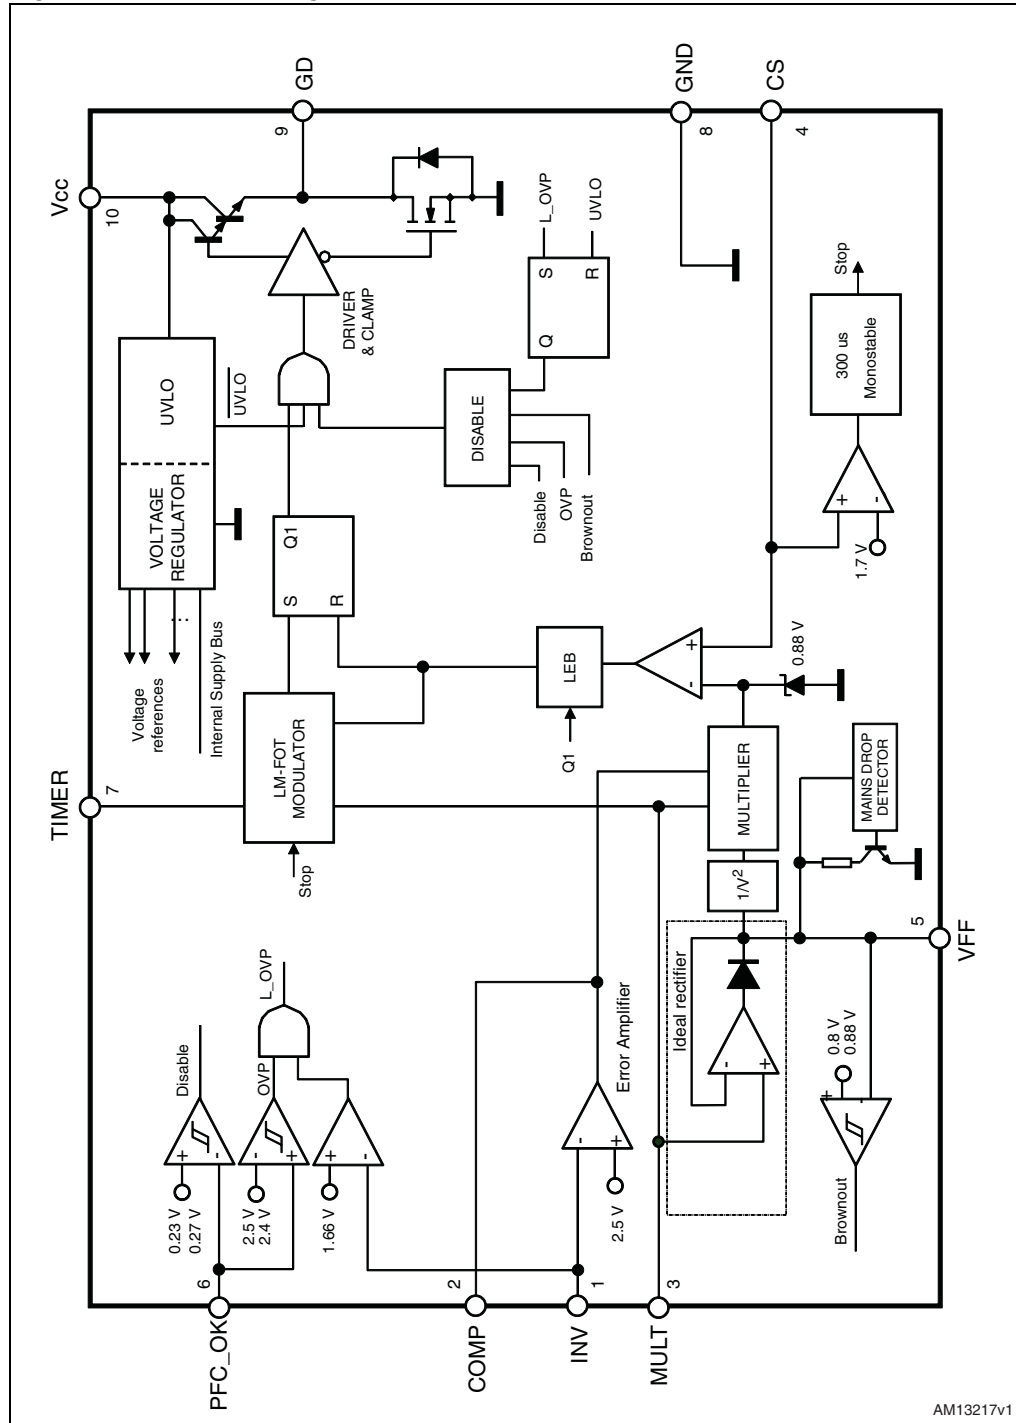 Vcc
10
GD
9
GND
8
CS
4
UVLO
VOLTAGE
REGULATOR
UVLO
Voltage
references
...
Internal Supply Bus
DRIVER
& CLAMP
L_OVP
UVLO
S
R
Q
DISABLE
Disable
OVP
Brownout
Stop
300 us
Monostable
+
-
1.7 V
Q1
S
R
LEB
Q1
+
-
0.88 V
TIMER
7
LM-FOT
MODULATOR
Stop
MULTIPLIER
1/V²
MAINS DROP
DETECTOR
5
VFF
Ideal rectifier
-
+
0.8 V
0.88 V
+
-
Brownout
Error Amplifier
-
+
2.5 V
L_OVP
Disable
OVP
+
-
-
+
+
-
0.23 V
0.27 V
2.5 V
2.4 V
1.66 V
6
PFC_OK
2
COMP
1
INV
3
MULT
AM13217v1